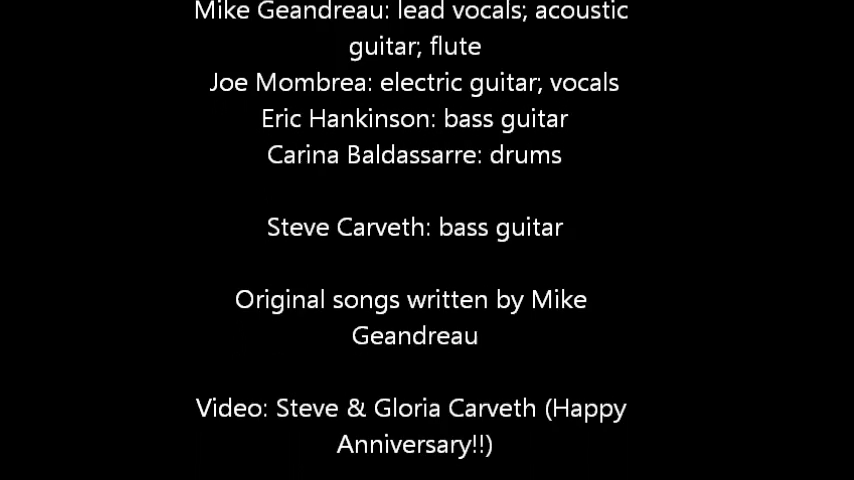 Mike Geandreau: lead vocals; acoustic
guitar; flute
Joe Mombrea: electric guitar; vocals
Eric Hankinson: bass guitar
Carina Baldassarre: drums
Steve Carveth: bass guitar
Original songs written by Mike
Geandreau
Video: Steve & Gloria Carveth (Happy
Anniversary!!)